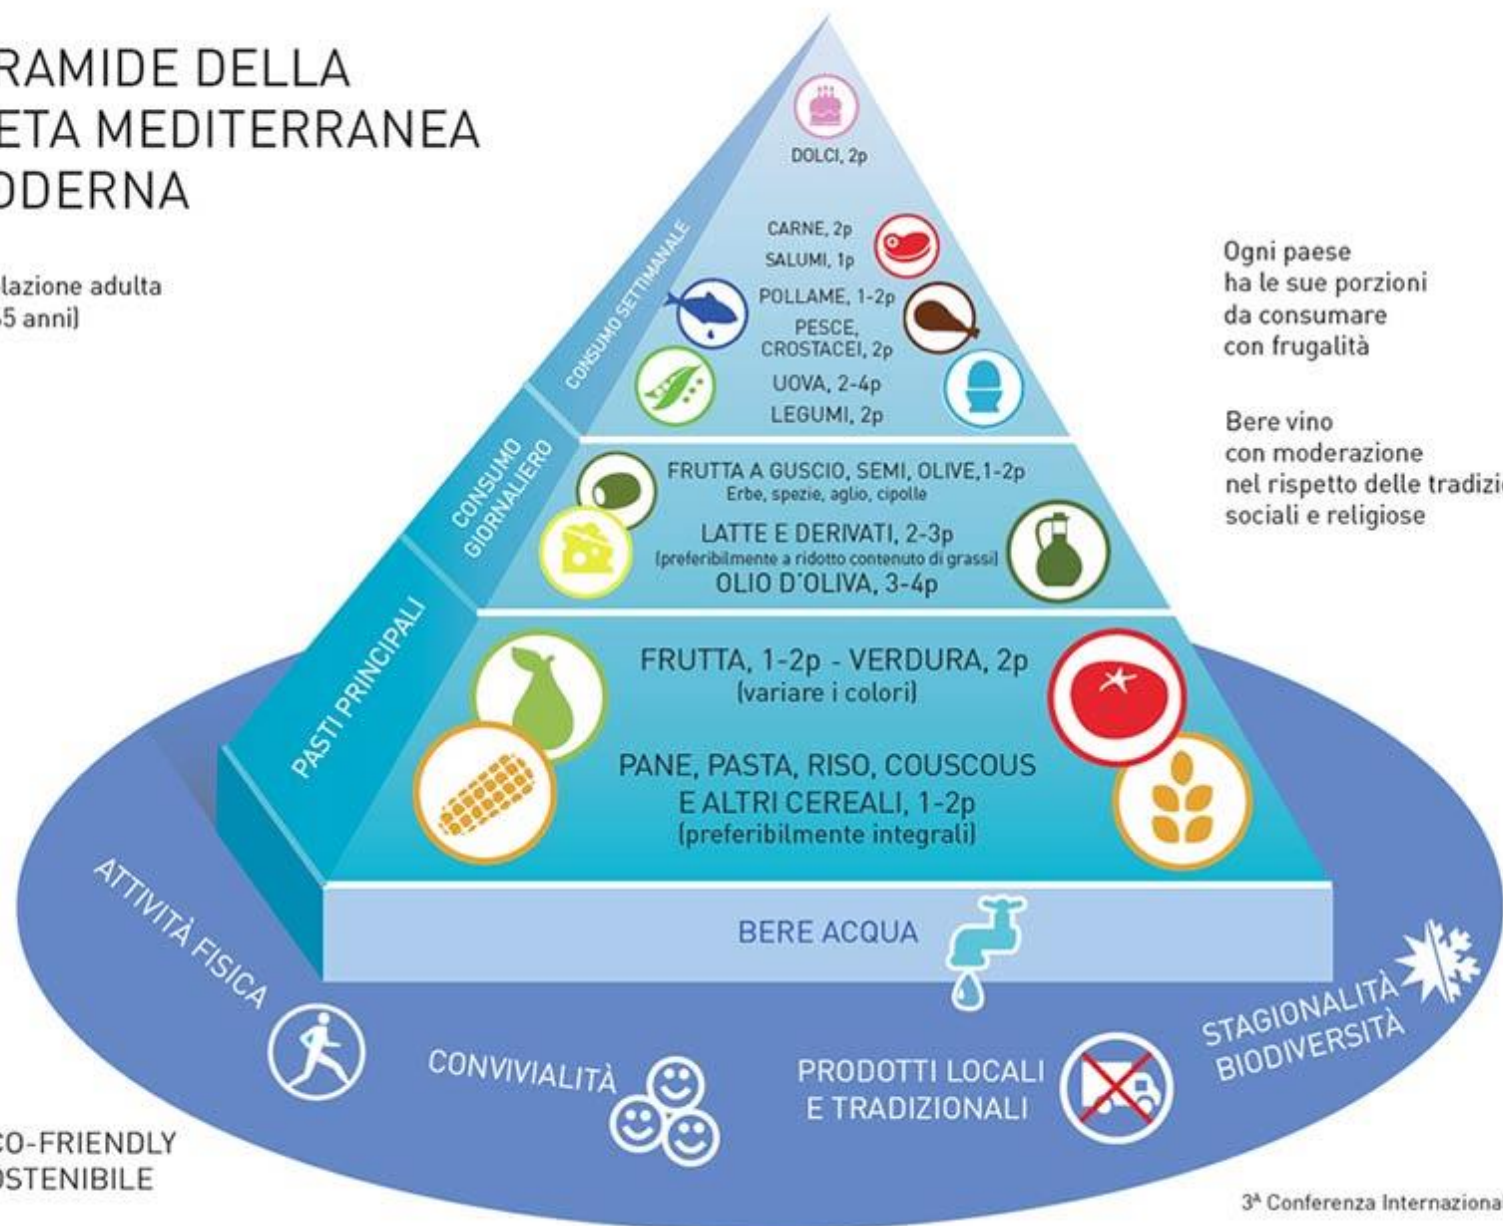 RAMIDE DELLA
ETA MEDITERRANEA
ODERNA
lazione adulta
5 anni)
DOLCI, 2p
CARNE, 2p
SALUMI, 1p
POLLAME, 1-2p
PESCE,
CROSTACEI, 2p
UOVA, 2-4p
LEGUMI, 2p
CONSUMO SETTIMANALE
Ogni paese
ha le sue porzioni
da consumare
con frugalità
Bere vino
con moderazione
nel rispetto delle tradizi
sociali e religiose
CONSUMO
GIORNALIERO
FRUTTA A GUSCIO, SEMI, OLIVE,1-2p
Erbe, spezie, aglio, cipolle
LATTE E DERIVATI, 2-3p
(preferibilmente a ridotto contenuto di grassi)
OLIO D'OLIVA, 3-4p
PASTI PRINCIPALI
FRUTTA, 1-2p - VERDURA, 2p
(variare i colori)
PANE, PASTA, RISO, COUSCOUS
E ALTRI CEREALI, 1-2p
(preferibilmente integrali)
BERE ACQUA
ATTIVITÀ FISICA
CONVIVIALITÀ
PRODOTTI LOCALI
E TRADIZIONALI
STAGIONALITÀ
BIODIVERSITÀ
CO-FRIENDLY
OSTENIBILE
3ᴬ Conferenza Internaziona